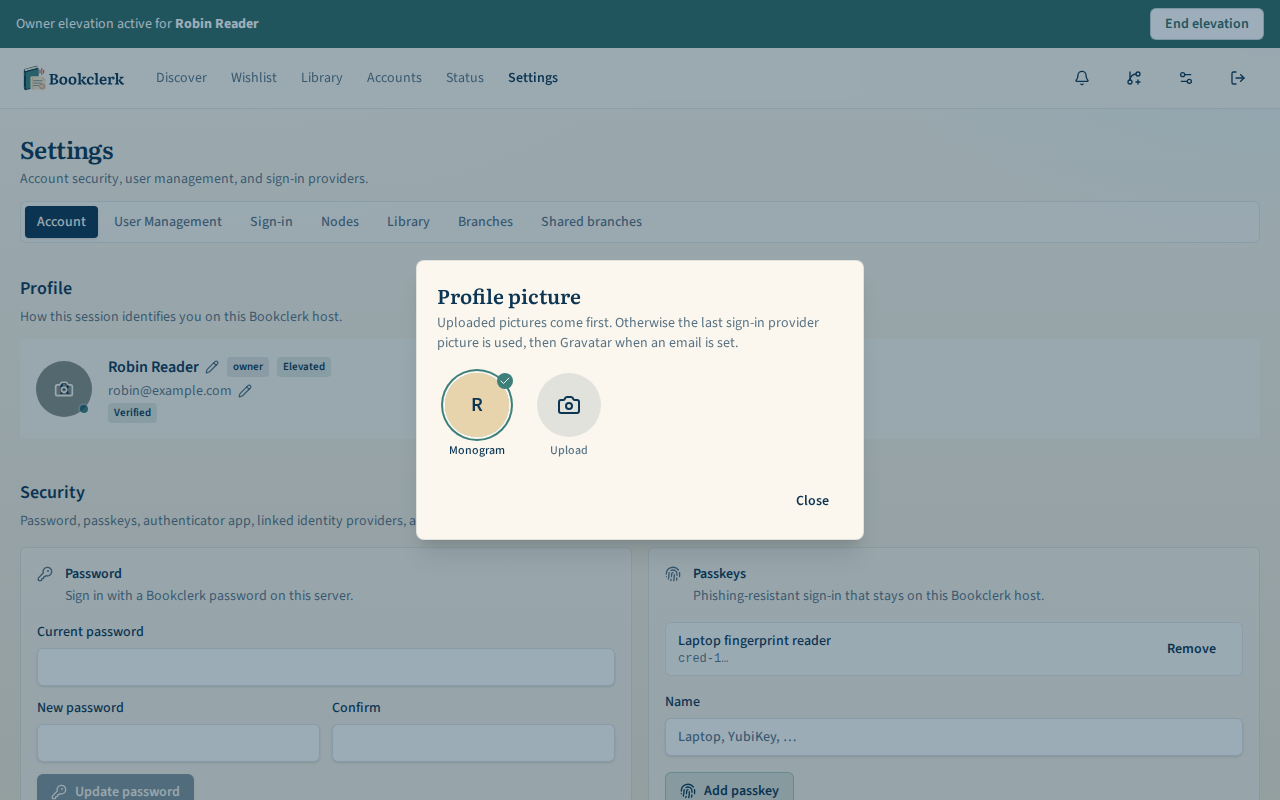 Owner elevation active for Robin Reader
End elevation
Bookclerk
Discover
Wishlist
Library
Accounts
Status
Settings
Settings
Account security, user management, and sign-in providers.
Account
User Management
Sign-in
Nodes
Library
Branches
Shared branches
Profile
How this session identifies you on this Bookclerk host.
Robin Reader
owner
Elevated
robin@example.com
Verified
Profile picture
Uploaded pictures come first. Otherwise the last sign-in provider
picture is used, then Gravatar when an email is set.
R
Monogram
Upload
Close
Security
Password, passkeys, authenticator app, linked identity providers, a
Password
Sign in with a Bookclerk password on this server.
Current password
New password
Confirm
Update password
Passkeys
Phishing-resistant sign-in that stays on this Bookclerk host.
Laptop fingerprint reader
cred-1…
Remove
Name
Laptop, YubiKey, …
Add passkey